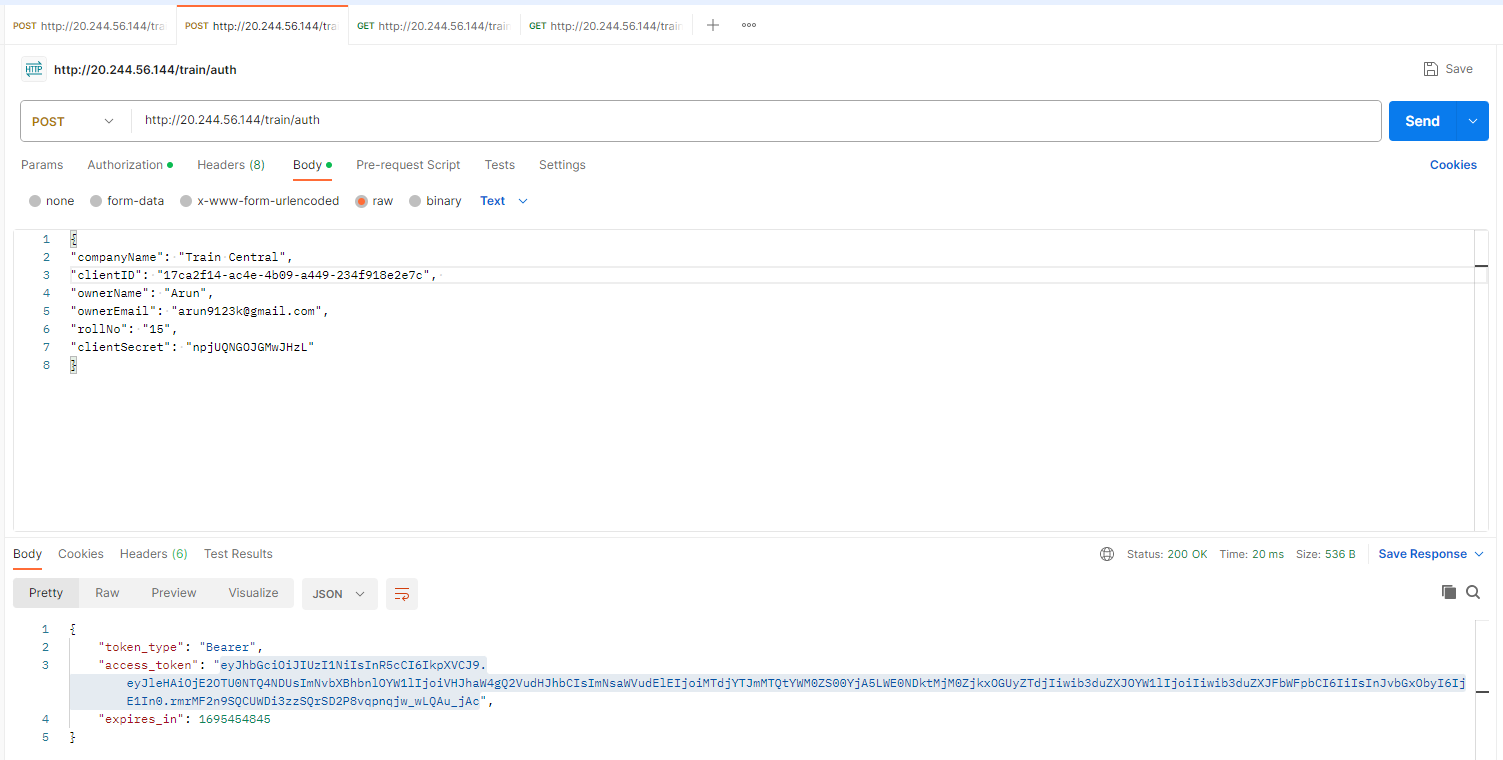 POST http://20.244.56.144/tra POST http://20.244.56.144/tra GET http://20.244.56.144/train GET http://20.244.56.144/train
HTTP http://20.244.56.144/train/auth Save
POST http://20.244.56.144/train/auth Send
Params Authorization Headers (8) Body Pre-request Script Tests Settings Cookies
none form-data x-www-form-urlencoded raw binary Text
1 {
2 "companyName": "Train Central",
3 "clientID": "17ca2f14-ac4e-4b09-a449-234f918e2e7c",
4 "ownerName": "Arun",
5 "ownerEmail": "arun9123k@gmail.com",
6 "rollNo": "15",
7 "clientSecret": "npjUQNGOJGMwJHzL"
8 }
Body Cookies Headers (6) Test Results Status: 200 OK Time: 20 ms Size: 536 B Save Response
Pretty Raw Preview Visualize JSON
1 {
2 "token_type": "Bearer",
3 "access_token": "eyJhbGciOiJIUzI1NiIsInR5cCI6IkpXVCJ9.
eyJleHAiOjE2OTU0NTQ4NDUsImNvbXBhbnlOYW1lIjoiVHJhaW4gQ2VudHJhbCIsImNsaWVudElEIjoiMTdjYTJmMTQtYWM0ZS00YjA5LWE0NDktMjM0ZjkxOGUyZTdjIiwib3duZXJOYW1lIjoiIiwib3duZXJFbWFpbCI6IiIsInJvbGxObyI6Ij
E1In0.rmrMF2n9SQCUWDi3zzSQrSD2P8vqpnqjw_wLQAu_jAc",
4 "expires_in": 1695454845
5 }